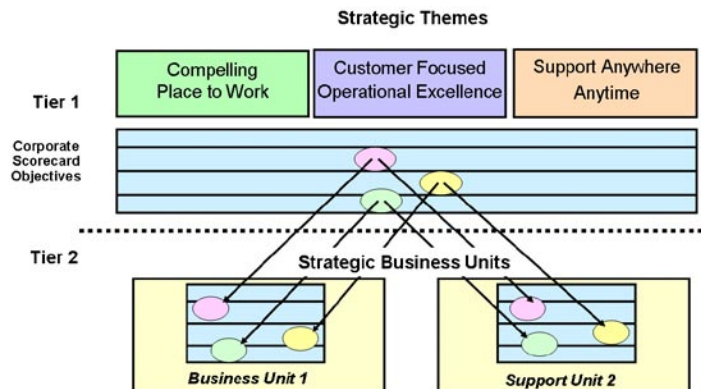 Strategic Themes
Compelling
Place to Work
Customer Focused
Operational Excellence
Support Anywhere
Anytime
Tier 1
Corporate
Scorecard
Objectives
Tier 2
Strategic Business Units
Business Unit 1
Support Unit 2